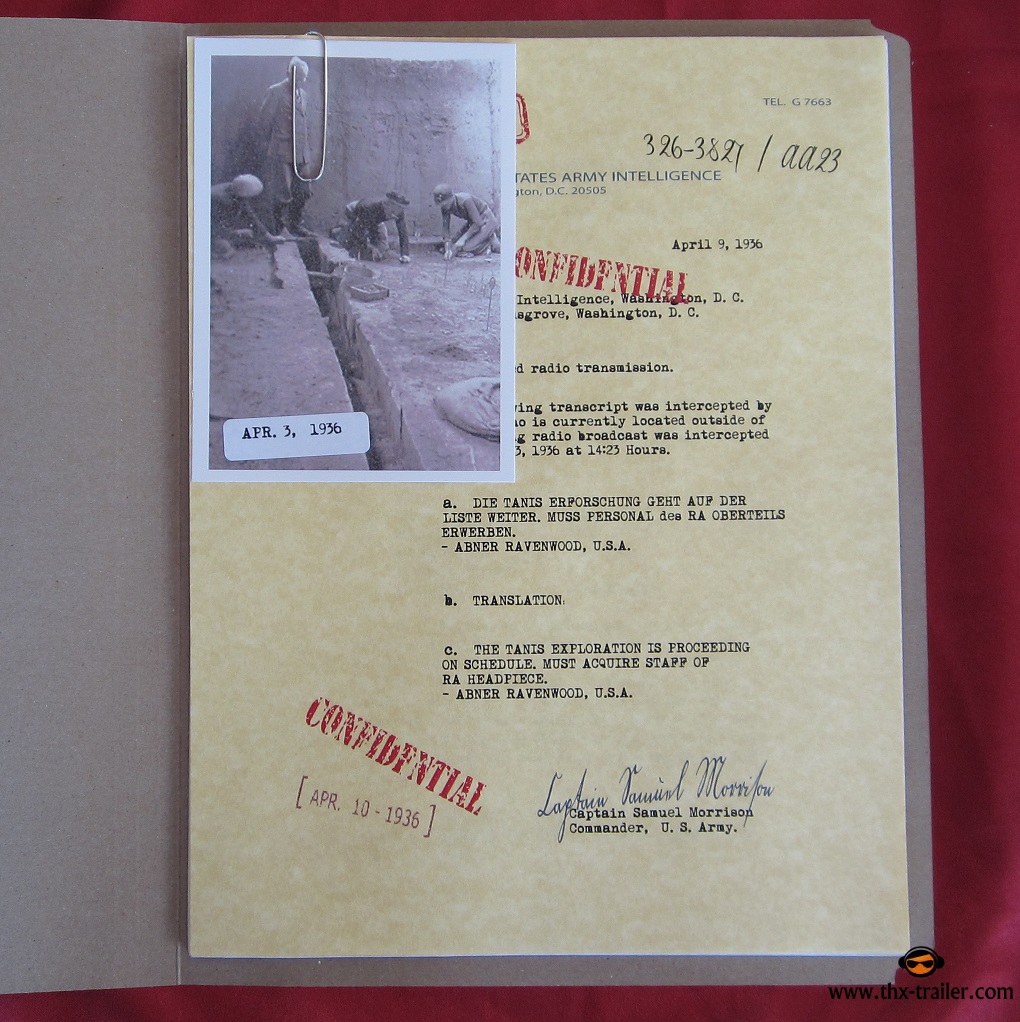 TEL. G 7663
326-3827 / AA23
TATES ARMY INTELLIGENCE
gton, D.C. 20505
April 9, 1936
CONFIDENTIAL
Intelligence, Washington, D. C.
sgrove, Washington, D. C.
d radio transmission.
ving transcript was intercepted by
o is currently located outside of
g radio broadcast was intercepted
3, 1936 at 14:23 Hours.
APR. 3, 1936
a. DIE TANIS ERFORSCHUNG GEHT AUF DER
LISTE WEITER. MUSS PERSONAL des RA OBERTEILS
ERWERBEN.
- ABNER RAVENWOOD, U.S.A.
b. TRANSLATION:
c. THE TANIS EXPLORATION IS PROCEEDING
ON SCHEDULE. MUST ACQUIRE STAFF OF
RA HEADPIECE.
- ABNER RAVENWOOD, U.S.A.
CONFIDENTIAL
[ APR. 10 - 1936 ]
Captain Samuel Morrison
Captain Samuel Morrison
Commander, U. S. Army.
www.thx-trailer.com